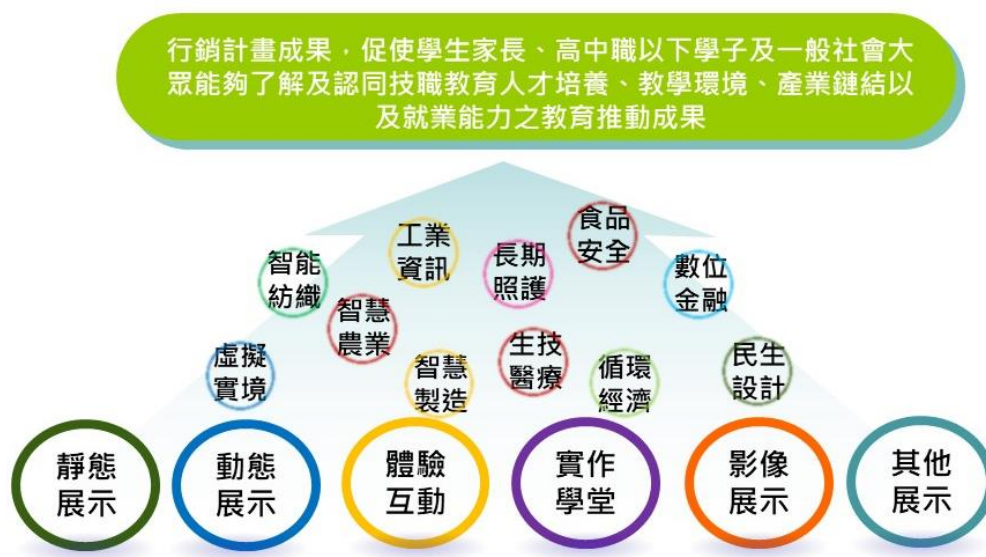 行銷計畫成果，促使學生家長、高中職以下學子及一般社會大
眾能夠了解及認同技職教育人才培養、教學環境、產業鏈結以
及就業能力之教育推動成果
食品
安全
工業
資訊
長期
照護
智能
紡織
數位
金融
智慧
農業
生技
醫療
虛擬
實境
民生
設計
智慧
製造
循環
經濟
靜態
展示
動態
展示
體驗
互動
實作
學堂
影像
展示
其他
展示